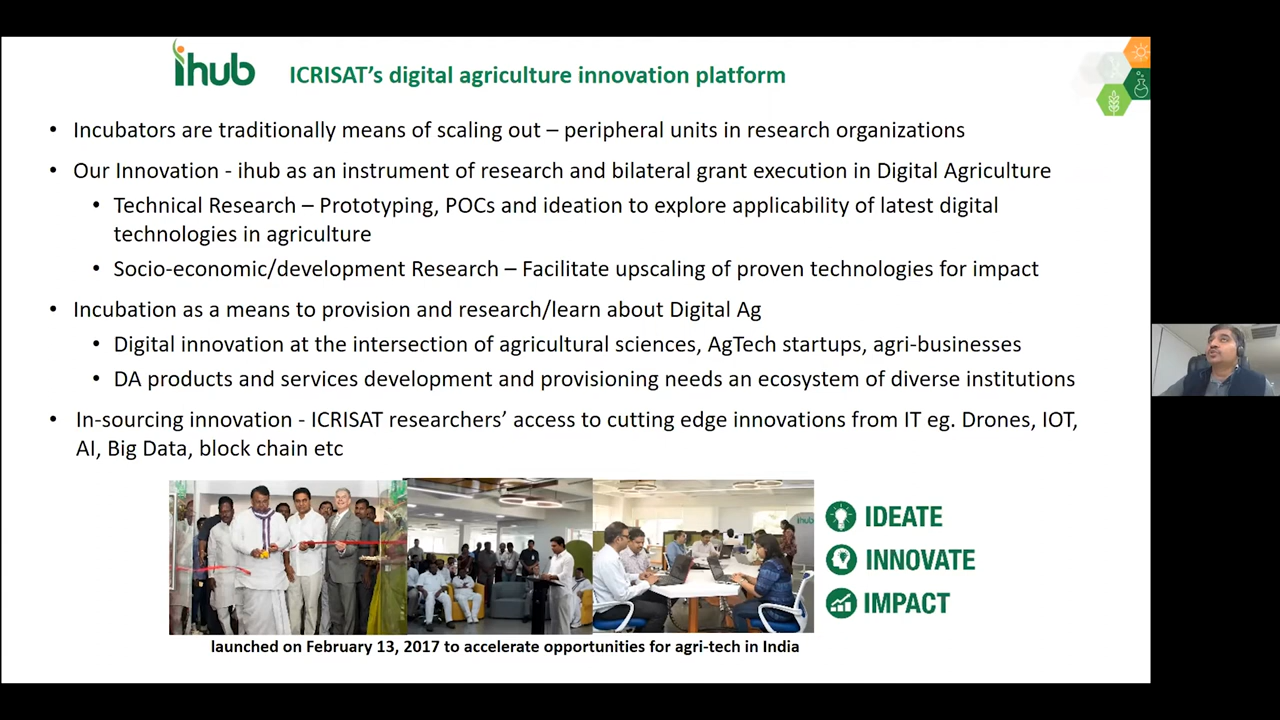 ihub
ICRISAT's digital agriculture innovation platform
• Incubators are traditionally means of scaling out – peripheral units in research organizations
• Our Innovation - ihub as an instrument of research and bilateral grant execution in Digital Agriculture
• Technical Research – Prototyping, POCs and ideation to explore applicability of latest digital
technologies in agriculture
• Socio-economic/development Research – Facilitate upscaling of proven technologies for impact
• Incubation as a means to provision and research/learn about Digital Ag
• Digital innovation at the intersection of agricultural sciences, AgTech startups, agri-businesses
• DA products and services development and provisioning needs an ecosystem of diverse institutions
• In-sourcing innovation - ICRISAT researchers' access to cutting edge innovations from IT eg. Drones, IOT,
AI, Big Data, block chain etc
ihub
IDEATE
INNOVATE
IMPACT
launched on February 13, 2017 to accelerate opportunities for agri-tech in India